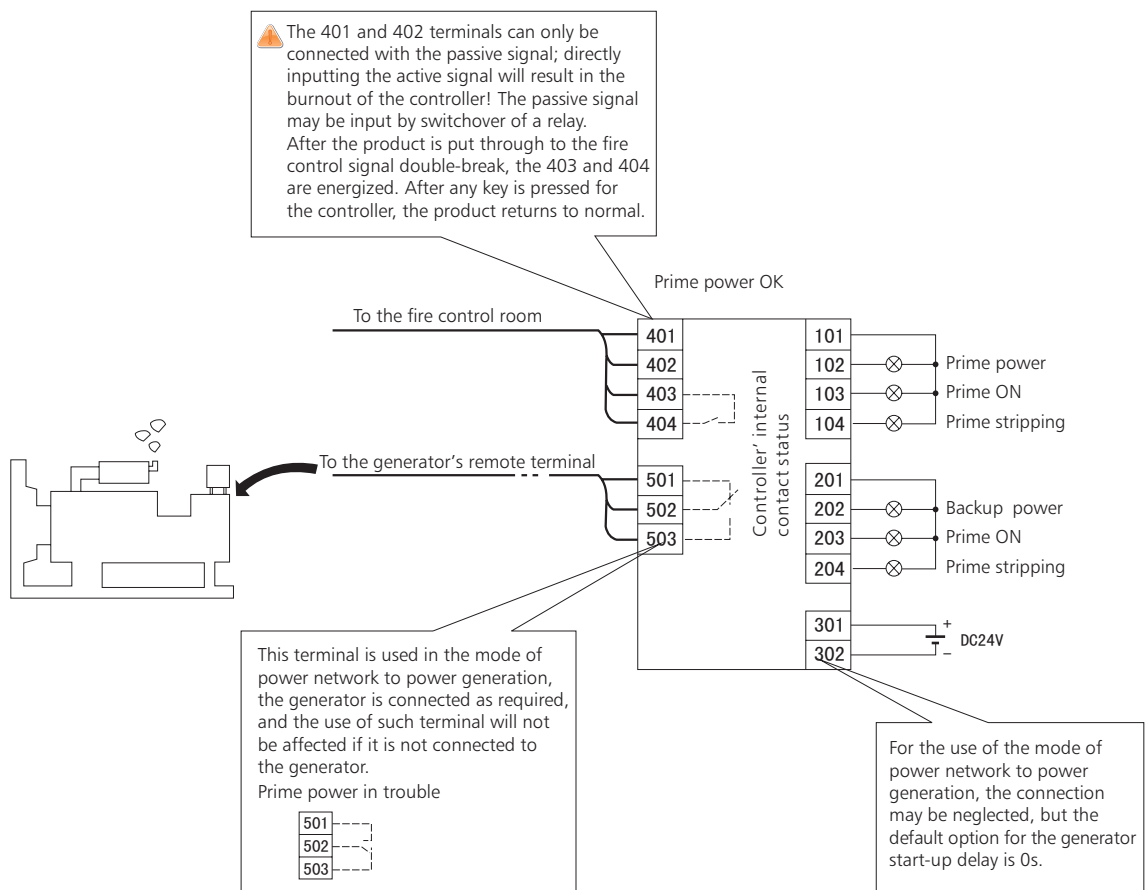 The 401 and 402 terminals can only be
connected with the passive signal; directly
inputting the active signal will result in the
burnout of the controller! The passive signal
may be input by switchover of a relay.
After the product is put through to the fire
control signal double-break, the 403 and 404
are energized. After any key is pressed for
the controller, the product returns to normal.
Prime power OK
To the fire control room
401
402
403
404
To the generator's remote terminal
501
502
503
Controller' internal
contact status
101
102 Prime power
103 Prime ON
104 Prime stripping
201
202 Backup power
203 Prime ON
204 Prime stripping
301 +
DC24V
302 −
This terminal is used in the mode of
power network to power generation,
the generator is connected as required,
and the use of such terminal will not
be affected if it is not connected to
the generator.
Prime power in trouble
501
502
503
For the use of the mode of
power network to power
generation, the connection
may be neglected, but the
default option for the generator
start-up delay is 0s.